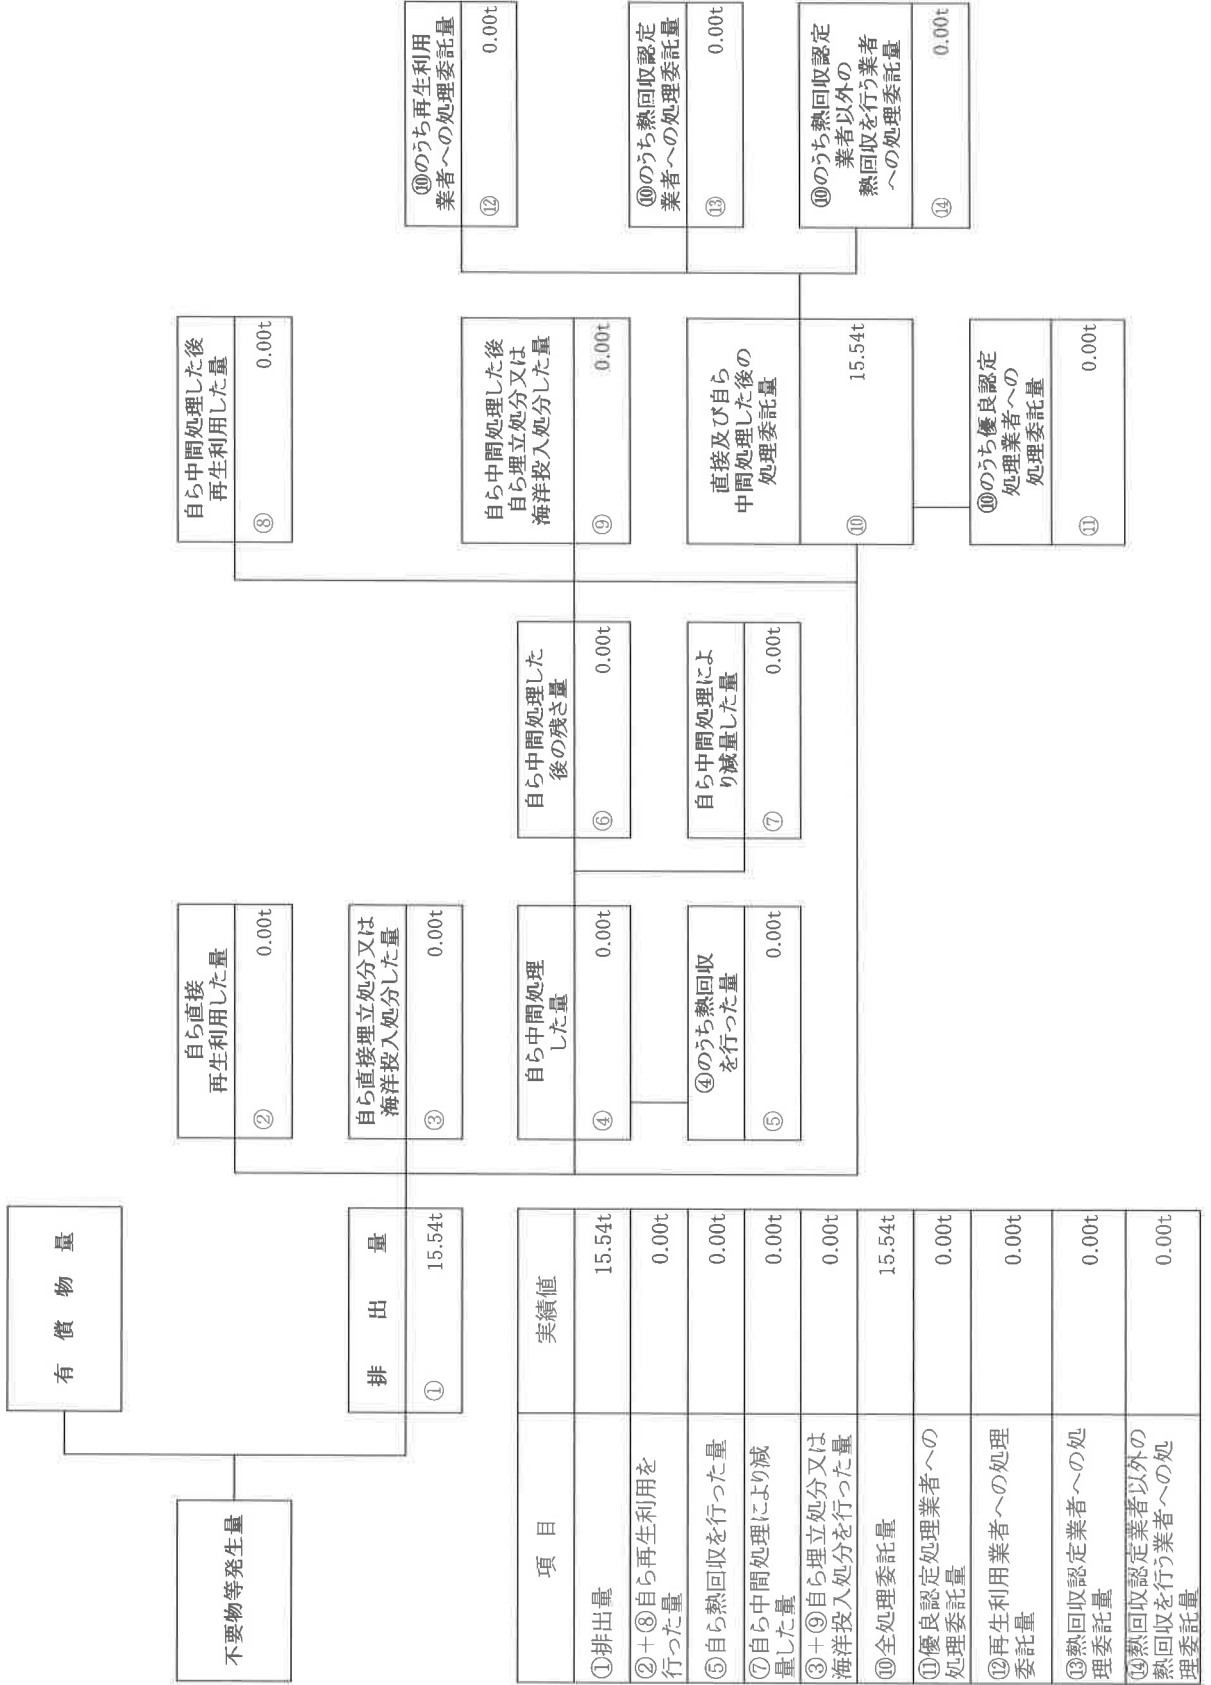 不要物等発生量
有償物量
排出量
① 15.54t
自ら直接
再生利用した量
② 0.00t
自ら直接埋立処分又は
海洋投入処分した量
③ 0.00t
自ら中間処理
した量
④ 0.00t
④のうち熱回収
を行った量
⑤ 0.00t
自ら中間処理した
後の残さ量
⑥ 0.00t
自ら中間処理によ
り減量した量
⑦ 0.00t
自ら中間処理した後
再生利用した量
⑧ 0.00t
自ら中間処理した後
自ら埋立処分又は
海洋投入処分した量
⑨ 0.00t
直接及び自ら
中間処理した後の
処理委託量
⑩ 15.54t
⑩のうち優良認定
処理業者への
処理委託量
⑪ 0.00t
⑩のうち再生利用
業者への処理委託量
⑫ 0.00t
⑩のうち熱回収認定
業者への処理委託量
⑬ 0.00t
⑩のうち熱回収認定
業者以外の
熱回収を行う業者
への処理委託量
⑭ 0.00t
項目 実績値
①排出量 15.54t
②+⑧自ら再生利用を
行った量 0.00t
⑤自ら熱回収を行った量 0.00t
⑦自ら中間処理により減
量した量 0.00t
③+⑨自ら埋立処分又は
海洋投入処分を行った量 0.00t
⑩全処理委託量 15.54t
⑪優良認定処理業者への
処理委託量 0.00t
⑫再生利用業者への処理
委託量 0.00t
⑬熱回収認定業者への処
理委託量 0.00t
⑭熱回収認定業者以外の
熱回収を行う業者への処
理委託量 0.00t